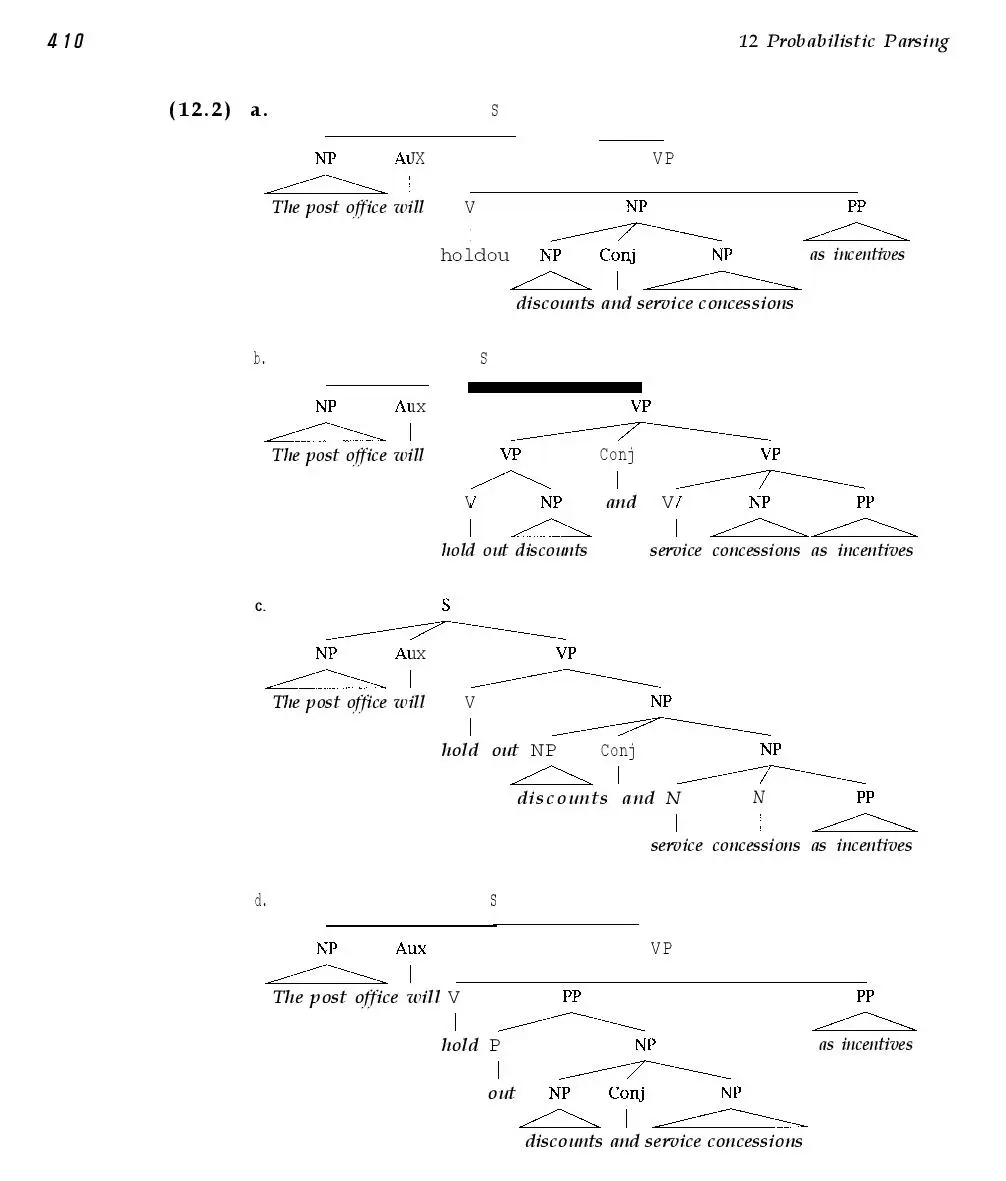 410 12 Probabilistic Parsing
(12.2) a. S
NP AuX VP
The post office will V NP PP
holdou NP Conj NP as incentives
discounts and service concessions
b. S
NP Aux VP
The post office will VP Conj VP
V NP and V/ NP PP
hold out discounts service concessions as incentives
c. S
NP Aux VP
The post office will V NP
hold out NP Conj NP
discounts and N N PP
service concessions as incentives
d. S
NP Aux VP
The post office will V PP PP
hold P NP as incentives
out NP Conj NP
discounts and service concessions